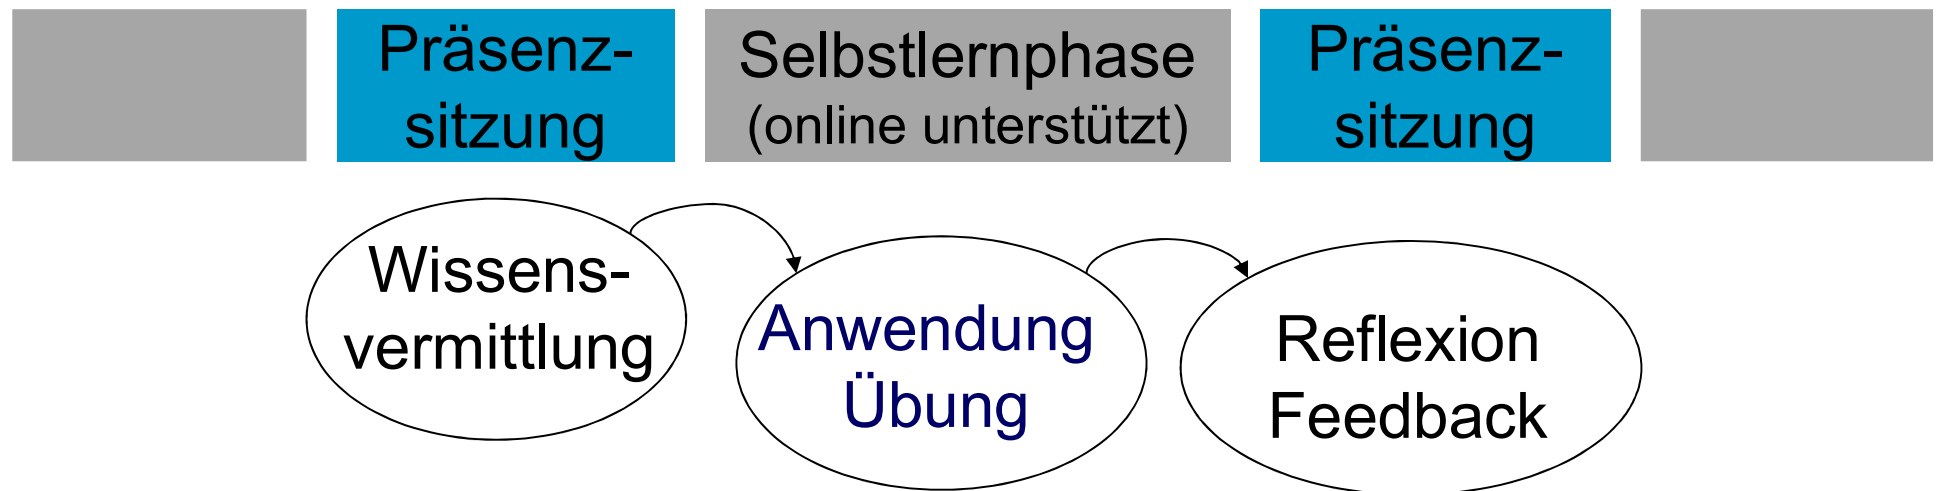 Präsenz-
sitzung
Selbstlernphase
(online unterstützt)
Präsenz-
sitzung
Wissens-
vermittlung
Anwendung
Übung
Reflexion
Feedback